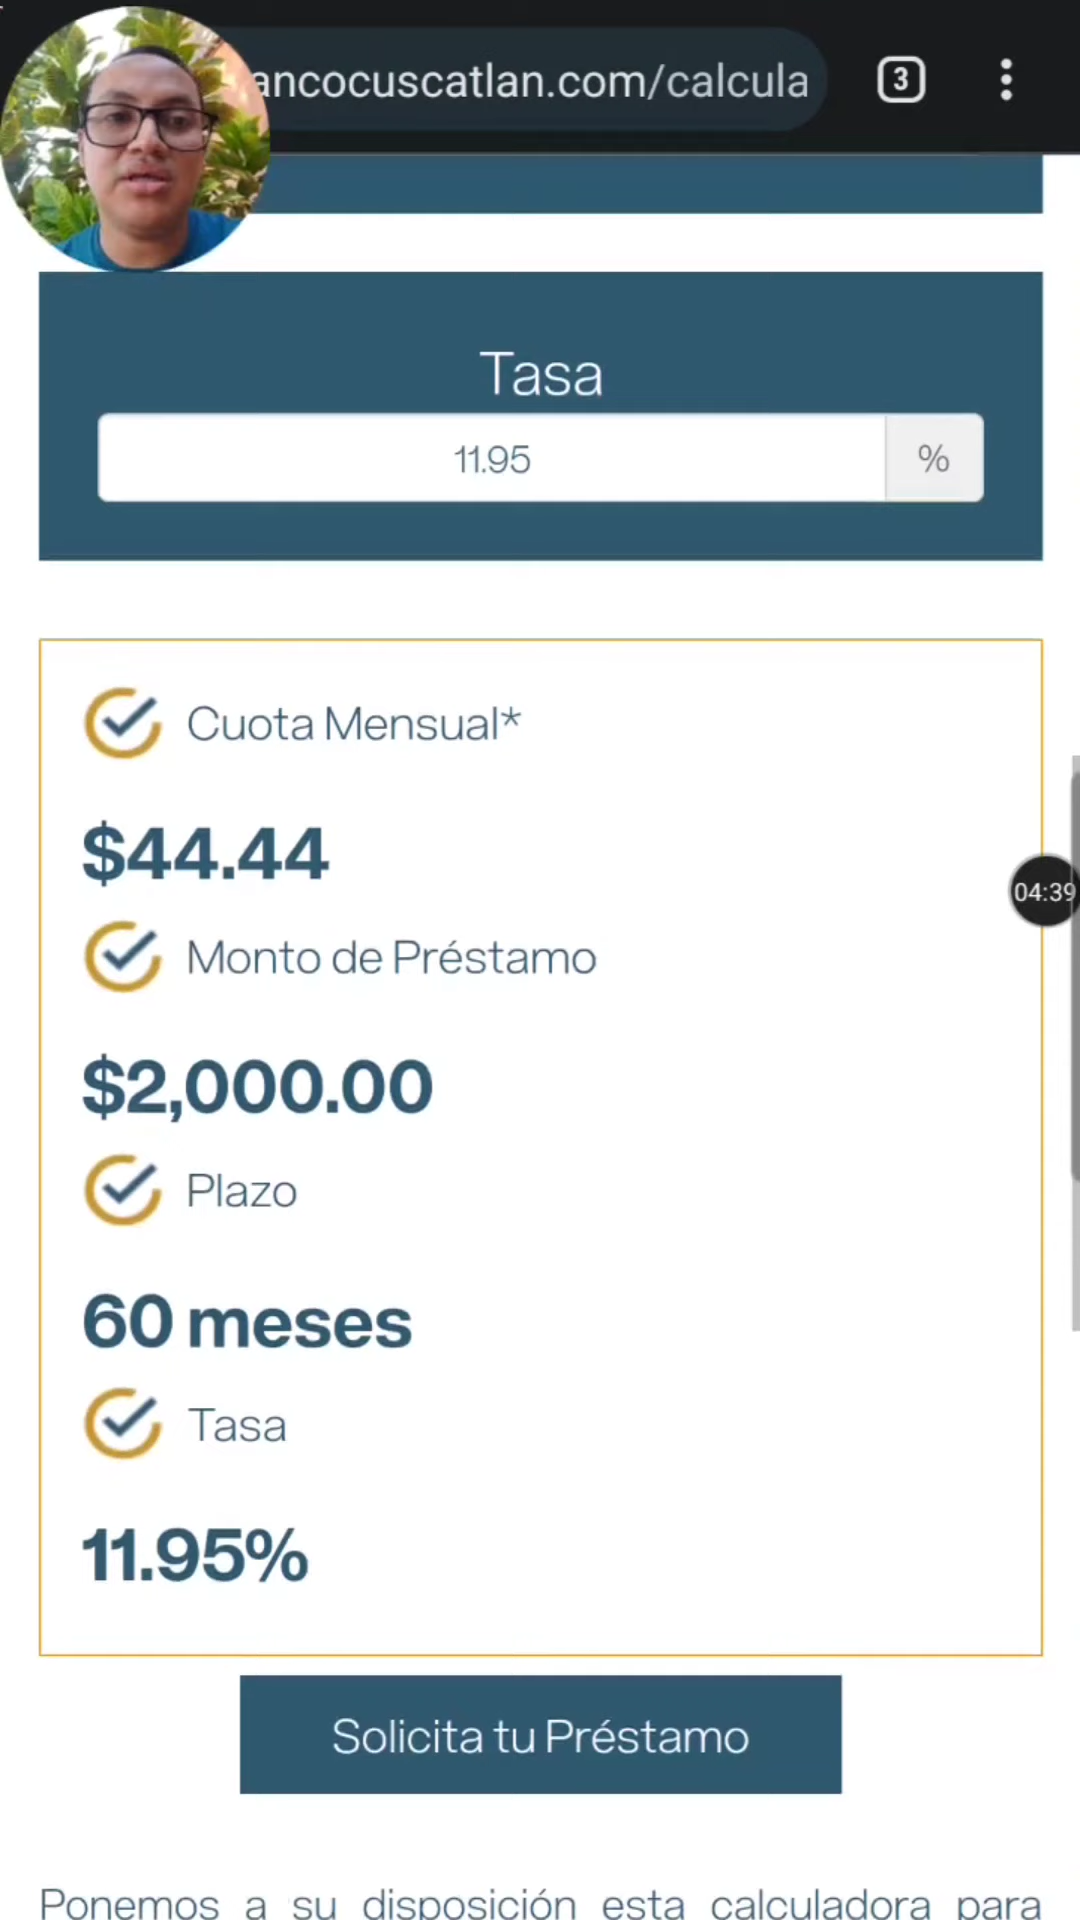 ancocuscatlan.com/calcula
3
Tasa
11.95 %
Cuota Mensual*
$44.44
04:39
Monto de Préstamo
$2,000.00
Plazo
60 meses
Tasa
11.95%
Solicita tu Préstamo
Ponemos a su disposición esta calculadora para